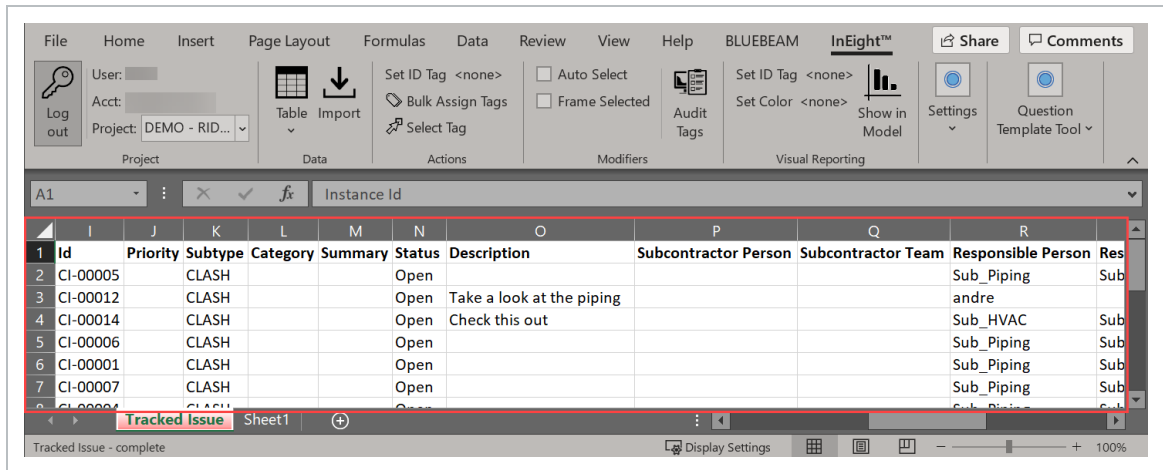 File Home Insert Page Layout Formulas Data Review View Help BLUEBEAM InEight™ Share Comments
User:
Acct:
Project: DEMO - RID...
Log out
Project
Table Import
Data
Set ID Tag <none>
Bulk Assign Tags
Select Tag
Actions
Auto Select
Frame Selected
Modifiers
Audit Tags
Set ID Tag <none>
Set Color <none>
Show in Model
Visual Reporting
Settings
Question Template Tool
A1 fx Instance Id
I J K L M N O P Q R
1 Id Priority Subtype Category Summary Status Description Subcontractor Person Subcontractor Team Responsible Person Res
2 CI-00005 CLASH Open Sub_Piping Sub
3 CI-00012 CLASH Open Take a look at the piping andre
4 CI-00014 CLASH Open Check this out Sub_HVAC Sub
5 CI-00006 CLASH Open Sub_Piping Sub
6 CI-00001 CLASH Open Sub_Piping Sub
7 CI-00007 CLASH Open Sub_Piping Sub
Tracked Issue Sheet1
Tracked Issue - complete Display Settings 100%